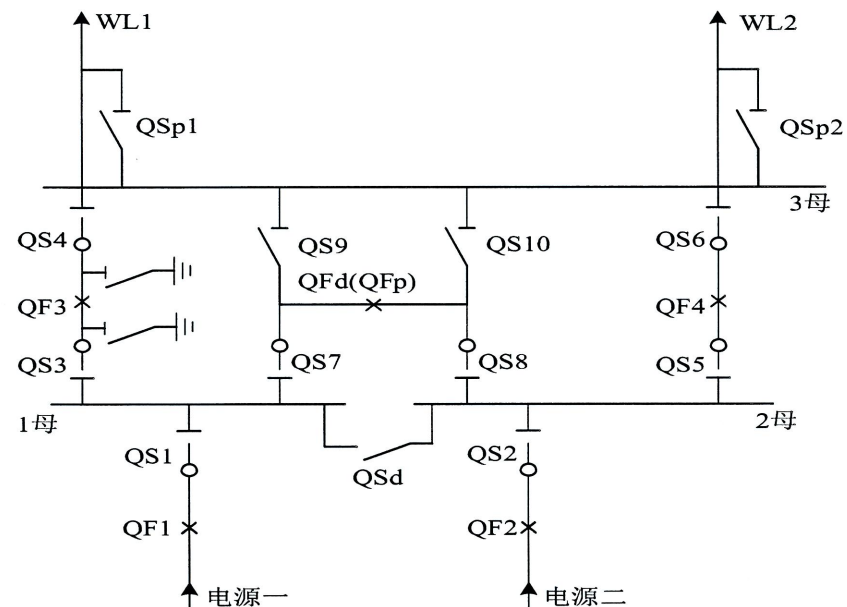 WL1
WL2
QSp1
QSp2
3母
QS4
QS9
QS10
QS6
QFd(QFp)
QF3
QF4
QS3
QS7
QS8
QS5
1母
2母
QS1
QSd
QS2
QF1
QF2
电源一
电源二